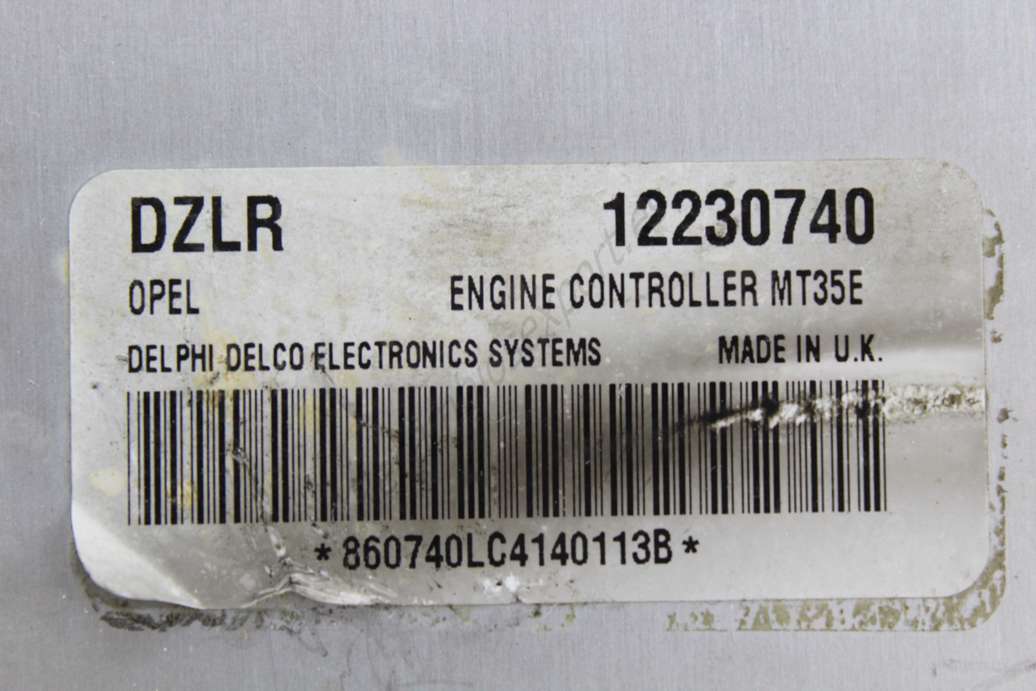 DZLR 12230740
OPEL ENGINE CONTROLLER MT35E
DELPHI DELCO ELECTRONICS SYSTEMS MADE IN U.K.
*860740LC4140113B*